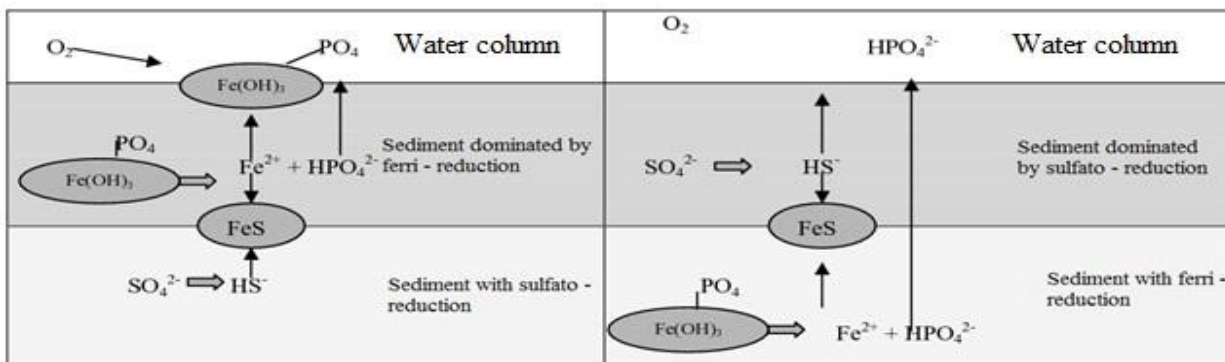 O₂
PO₄
Water column
Fe(OH)₃
PO₄
Fe(OH)₃
Fe²⁺ + HPO₄²⁻
Sediment dominated by
ferri - reduction
FeS
SO₄²⁻
HS⁻
Sediment with sulfato -
reduction
O₂
HPO₄²⁻
Water column
SO₄²⁻
HS⁻
Sediment dominated
by sulfato - reduction
FeS
PO₄
Fe(OH)₃
Fe²⁺ + HPO₄²⁻
Sediment with ferri -
reduction